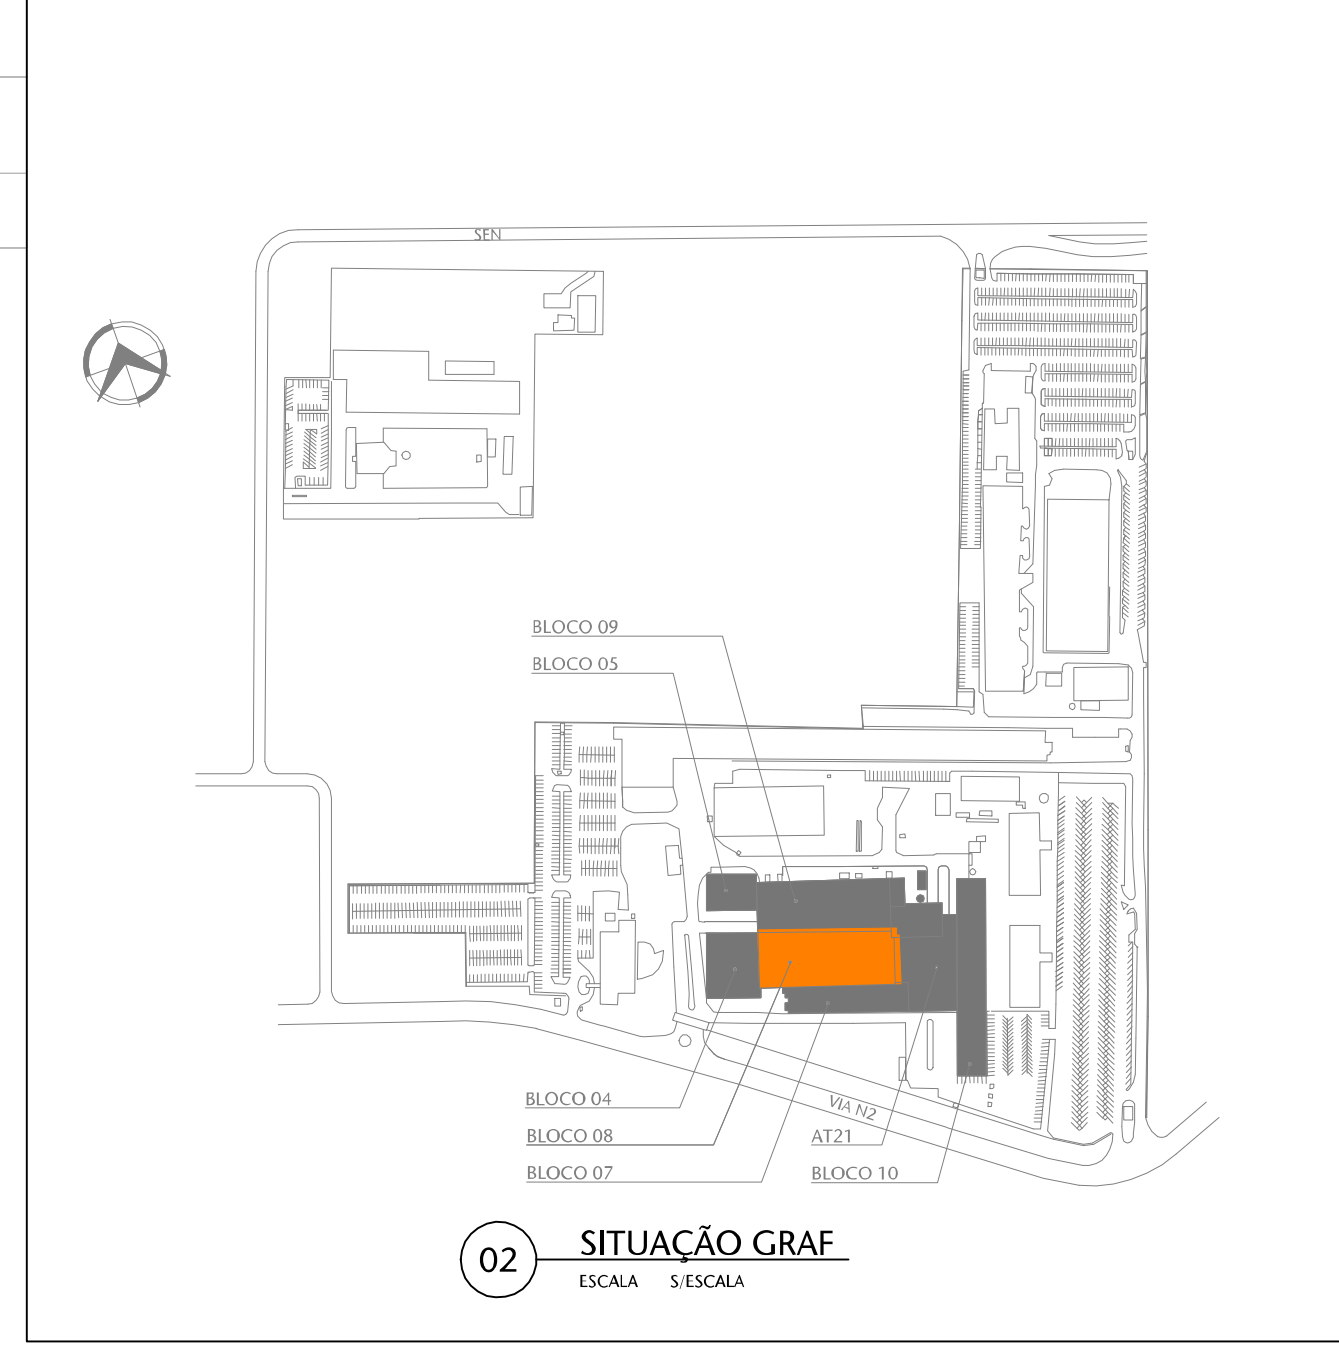 SEN
BLOCO 09
BLOCO 05
BLOCO 04
BLOCO 08
BLOCO 07
VIA N2
AT21
BLOCO 10
02
SITUAÇÃO GRAF
ESCALA S/ESCALA